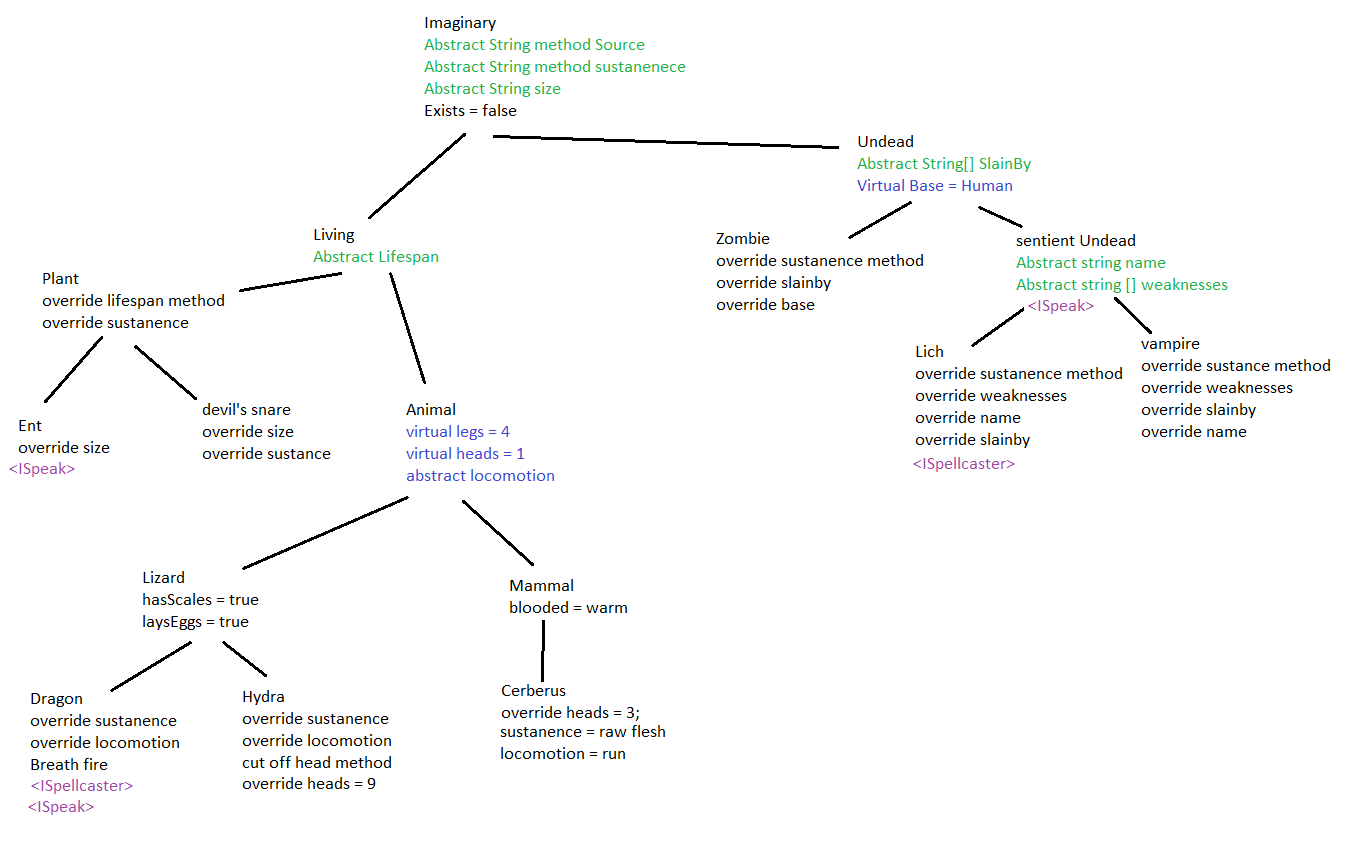 Imaginary
Abstract String method Source
Abstract String method sustanenece
Abstract String size
Exists = false
Undead
Abstract String[] SlainBy
Virtual Base = Human
Living
Abstract Lifespan
Zombie
override sustanence method
override slainby
override base
sentient Undead
Abstract string name
Abstract string [] weaknesses
<ISpeak>
Plant
override lifespan method
override sustanence
Lich
override sustanence method
override weaknesses
override name
override slainby
<ISpellcaster>
vampire
override sustance method
override weaknesses
override slainby
override name
Ent
override size
<ISpeak>
devil's snare
override size
override sustance
Animal
virtual legs = 4
virtual heads = 1
abstract locomotion
Lizard
hasScales = true
laysEggs = true
Mammal
blooded = warm
Dragon
override sustanence
override locomotion
Breath fire
<ISpellcaster>
<ISpeak>
Hydra
override sustanence
override locomotion
cut off head method
override heads = 9
Cerberus
override heads = 3;
sustanence = raw flesh
locomotion = run